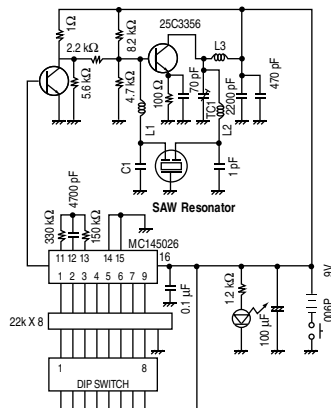 25C3356
1Ω
8.2 kΩ
L3
2.2 kΩ
5.6 kΩ
4.7 kΩ
100 Ω
70 pF
TC1
2200 pF
470 pF
L1
L2
C1
1 pF
SAW Resonator
330 kΩ
4700 pF
150 kΩ
MC145026
11 12 13 14 15 16
1 2 3 4 5 6 7 9
0.1 µF
1.2 kΩ
100 µF
9V
006P
22k X 8
1 8
DIP SWITCH